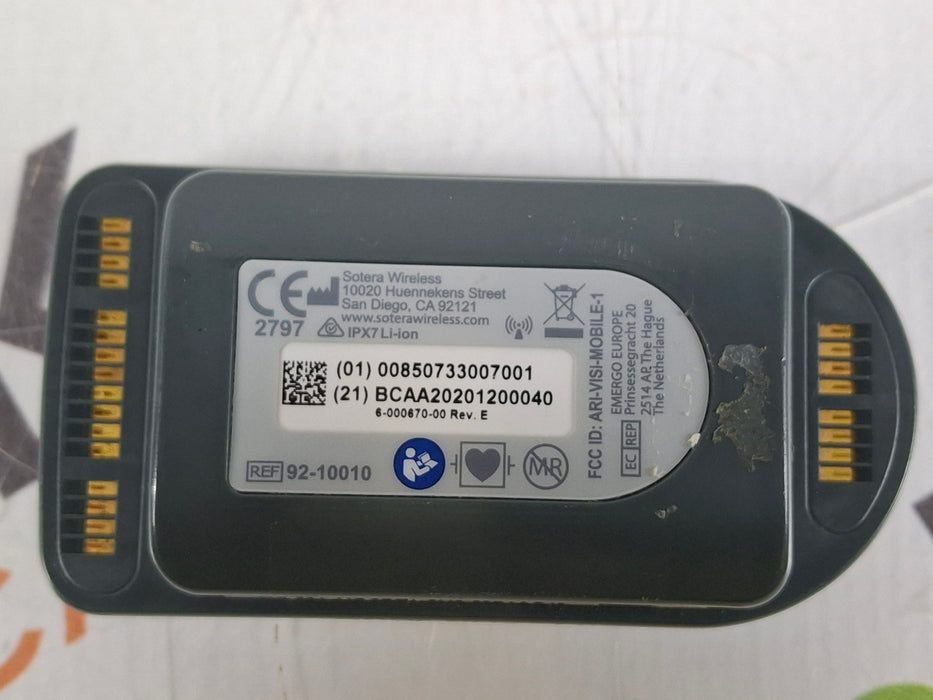 CE
2797
Sotera Wireless
10020 Huennekens Street
San Diego, CA 92121
www.soterawireless.com
IPX7 Li-ion
(01) 00850733007001
(21) BCAA20201200040
6-000670-00 Rev. E
REF 92-10010
MR
FCC ID: ARI-VISI-MOBILE-1
EC REP
EMERGO EUROPE
Prinsessegracht 20
2514 AP The Hague
The Netherlands